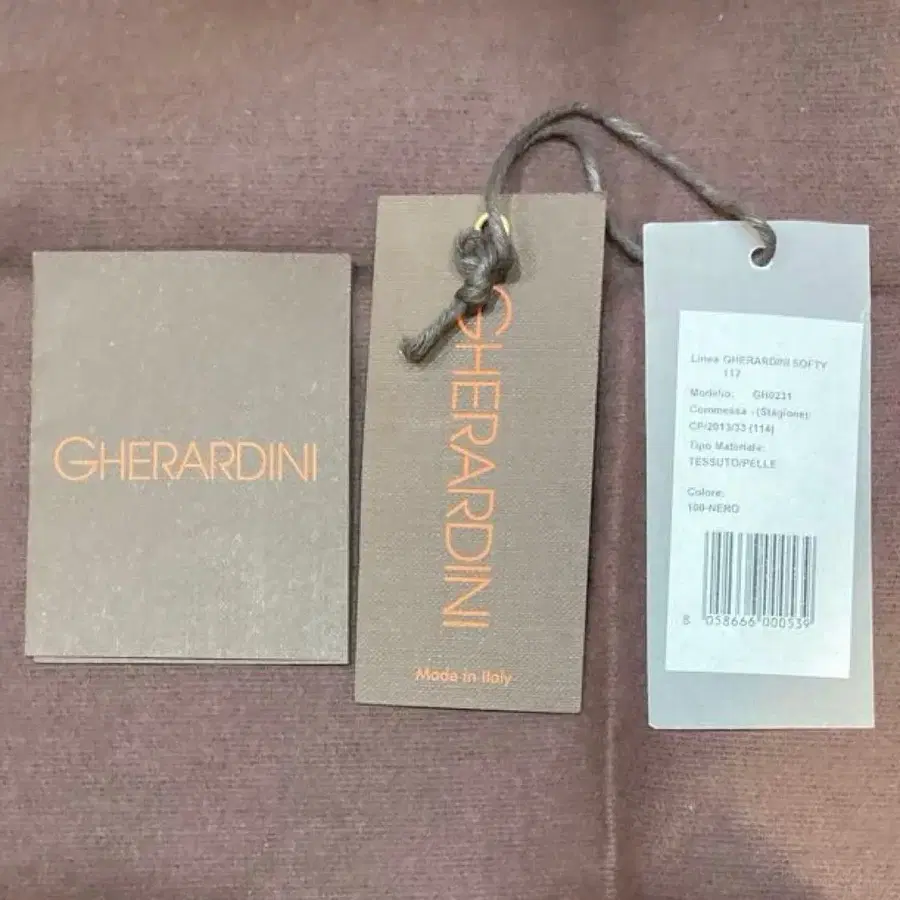 GHERARDINI
GHERARDINI
Made in Italy
Linea GHERARDINI SOFTY
117
Modello: GH0231
Commessa - (Stagione):
CP/2013/33 (114)
Tipo Materiale:
TESSUTO/PELLE
Colore:
100-NERO
8 058666 000539